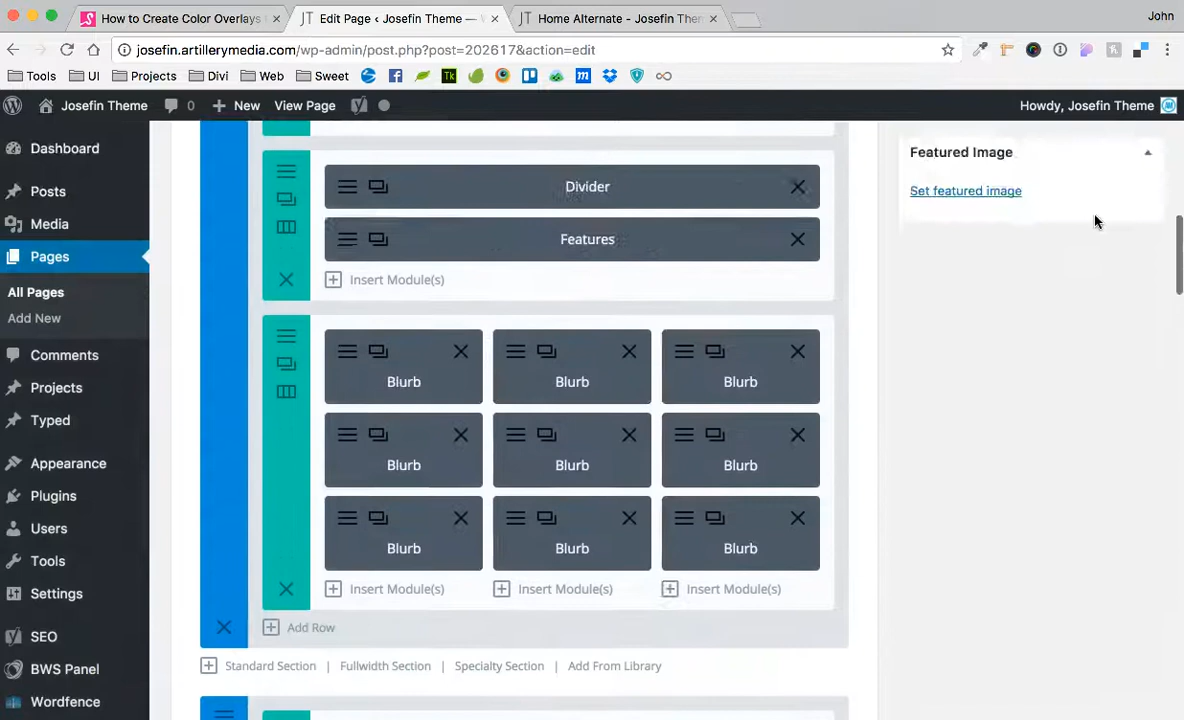 How to Create Color Overlays
Edit Page ‹ Josefin Theme — W
Home Alternate - Josefin Ther
John
josefin.artillerymedia.com/wp-admin/post.php?post=202617&action=edit
Tools UI Projects Divi Web Sweet
Josefin Theme 0 New View Page Howdy, Josefin Theme
Dashboard
Posts
Media
Pages
All Pages
Add New
Comments
Projects
Typed
Appearance
Plugins
Users
Tools
Settings
SEO
BWS Panel
Wordfence
Divider
Features
Insert Module(s)
Blurb Blurb Blurb
Blurb Blurb Blurb
Blurb Blurb Blurb
Insert Module(s) Insert Module(s) Insert Module(s)
Add Row
Standard Section | Fullwidth Section | Specialty Section | Add From Library
Featured Image
Set featured image